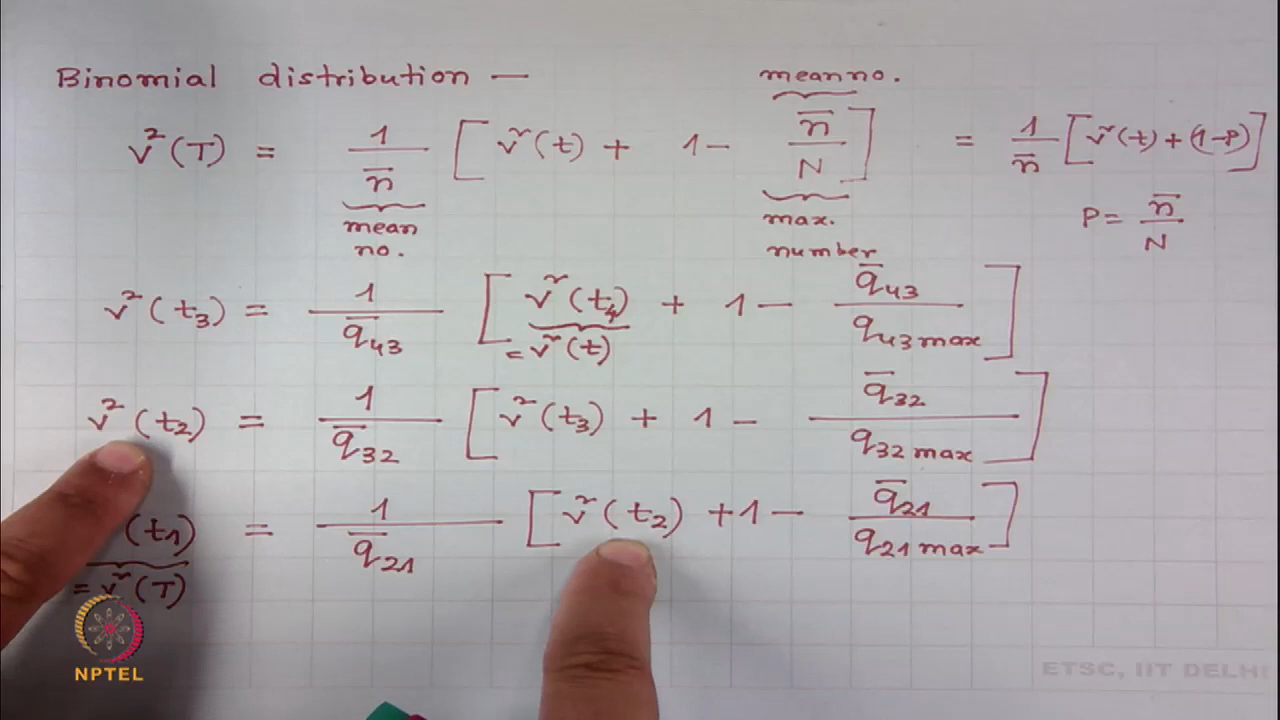 Binomial distribution —
mean no.
v²(T) = 1/n̄ [v²(t) + 1 - n̄/N] = 1/n̄ [v²(t) + (1-P)]
mean no.
max. number
P = n̄/N
v²(t₃) = 1/q̄₄₃ [v²(t₄) + 1 - q̄₄₃/q₄₃ max]
= v²(t)
v²(t₂) = 1/q̄₃₂ [v²(t₃) + 1 - q̄₃₂/q₃₂ max]
(t₁) = 1/q̄₂₁ [v²(t₂) + 1 - q̄₂₁/q₂₁ max]
= v²(T)
NPTEL
ETSC, IIT DELHI